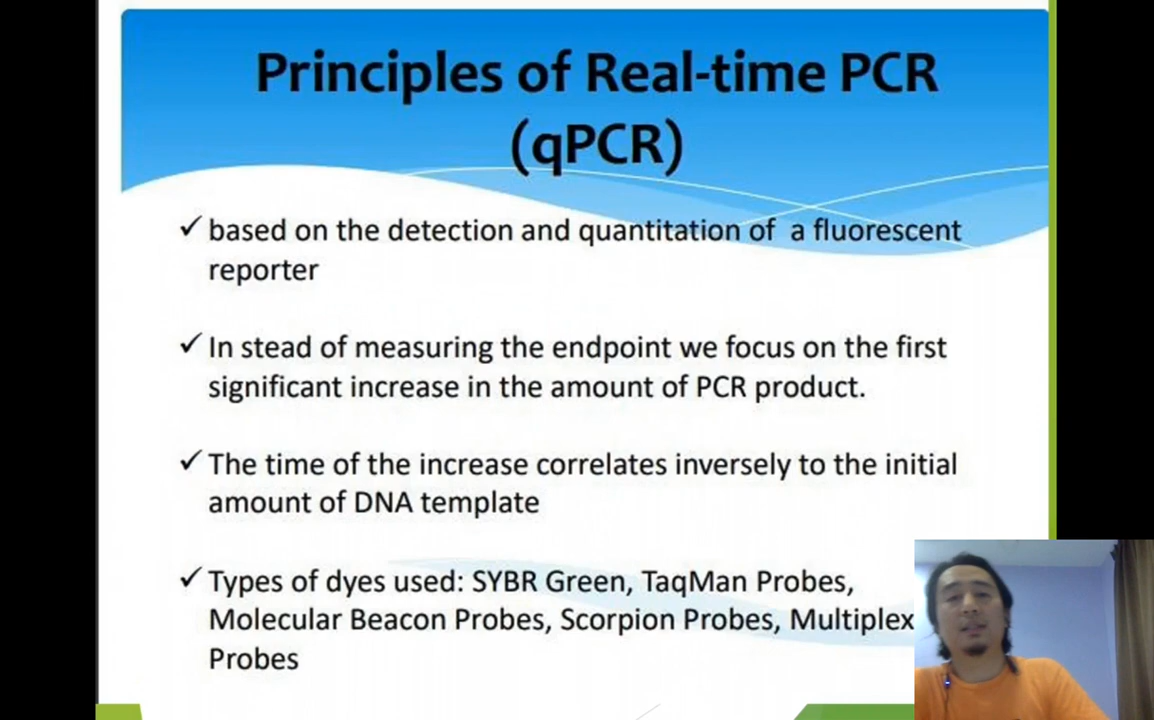 Principles of Real-time PCR
(qPCR)
✓ based on the detection and quantitation of a fluorescent
reporter
✓ In stead of measuring the endpoint we focus on the first
significant increase in the amount of PCR product.
✓ The time of the increase correlates inversely to the initial
amount of DNA template
✓ Types of dyes used: SYBR Green, TaqMan Probes,
Molecular Beacon Probes, Scorpion Probes, Multiplex
Probes